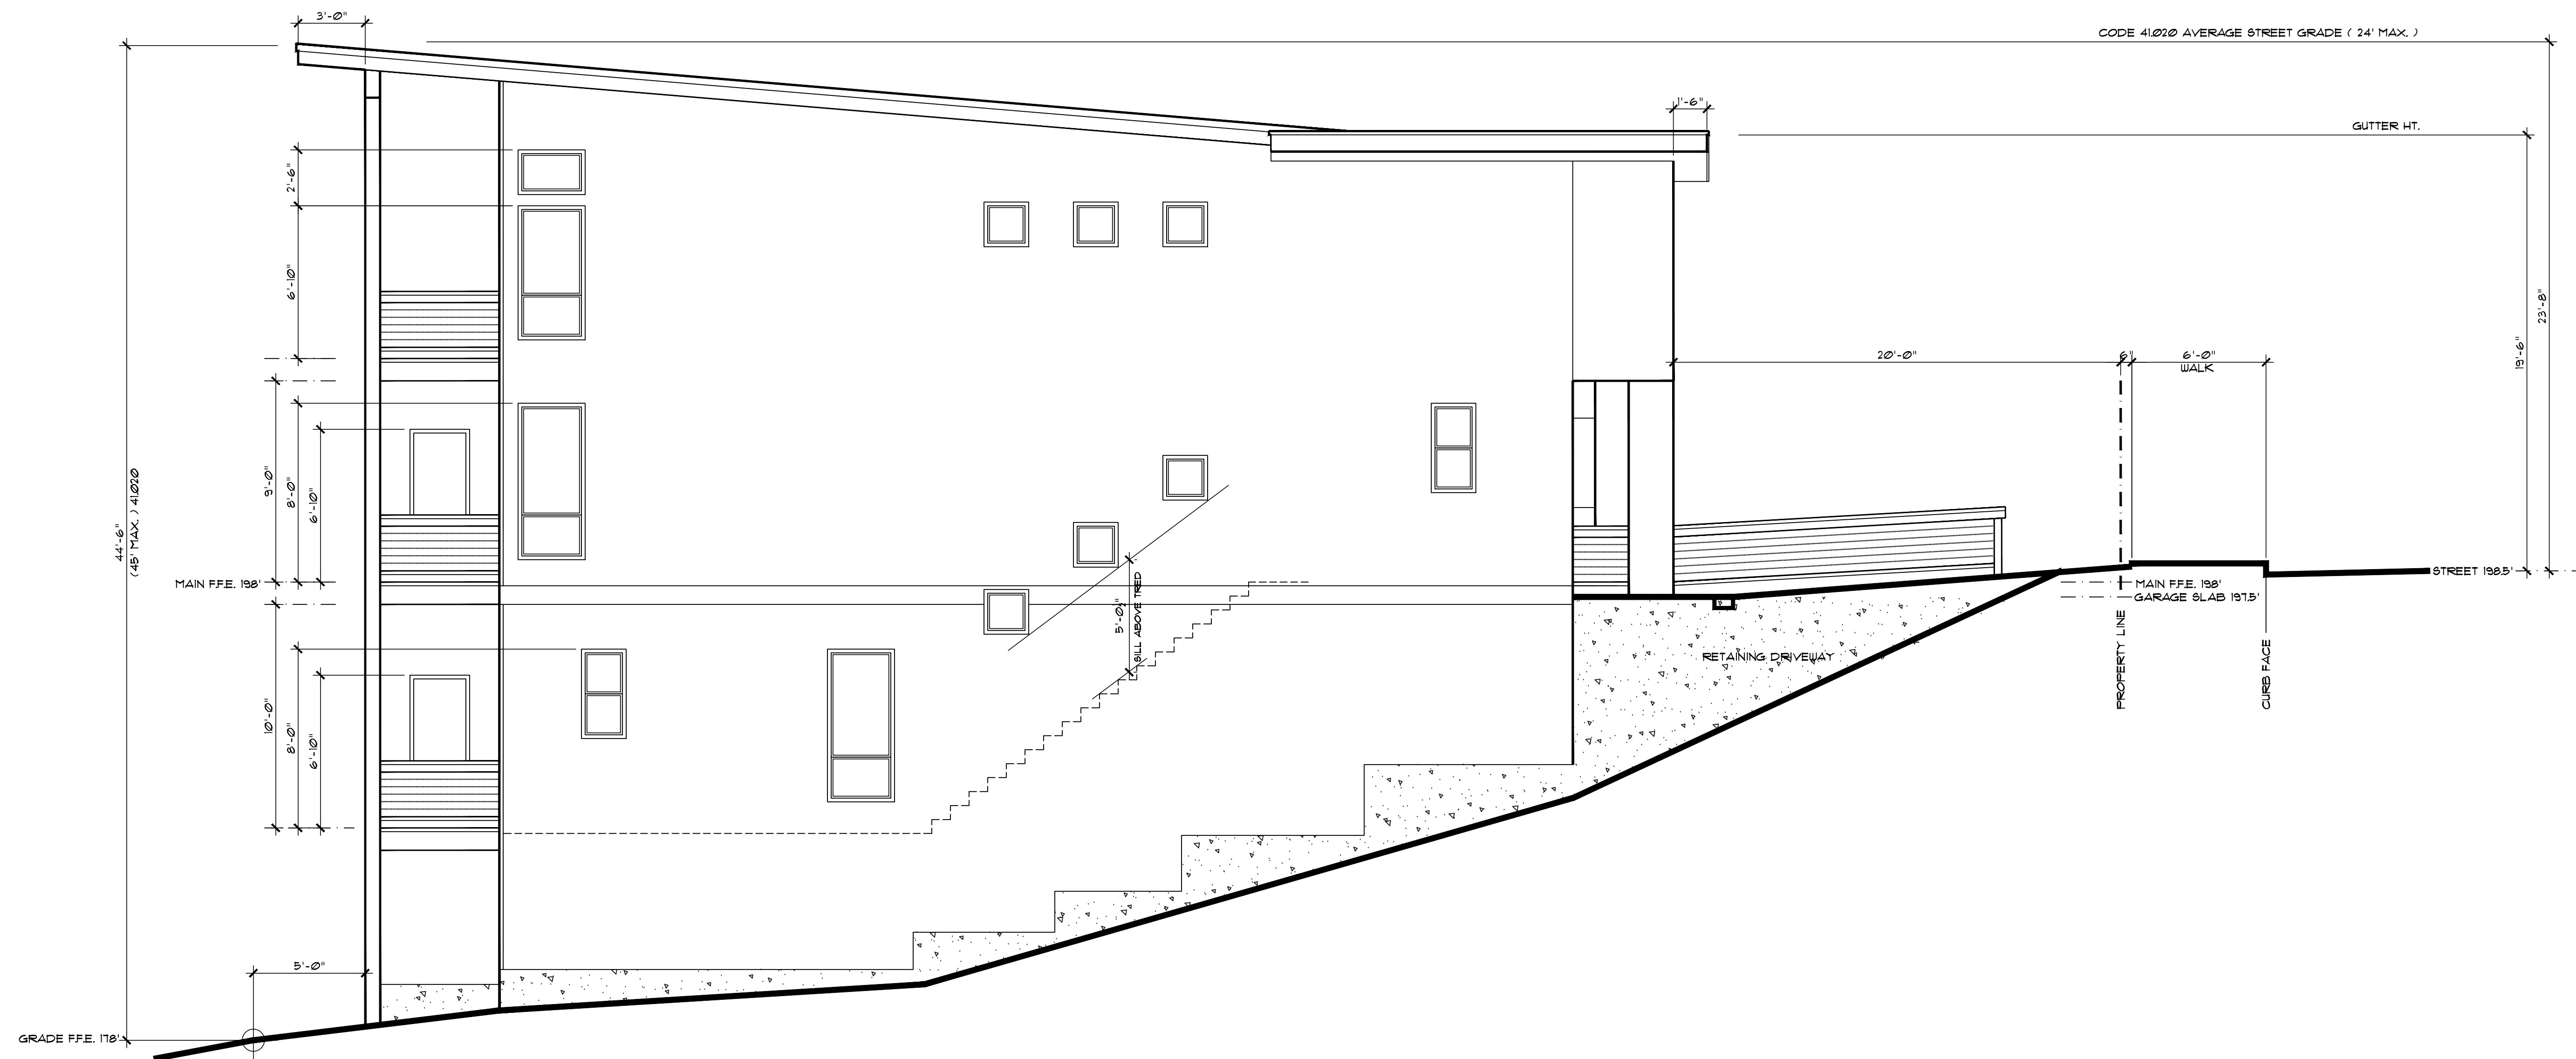 3'-0"
CODE 41.020 AVERAGE STREET GRADE ( 24' MAX. )
1'-6"
GUTTER HT.
2'-6"
6'-10"
23'-8"
19'-6"
20'-0"
6"
6'-0"
WALK
9'-0"
8'-0"
6'-10"
44'-6"
(45' MAX. ) 41.020
MAIN F.F.E. 198'
5'-0"
SILL ABOVE TRED
STREET 198.5'
MAIN F.F.E. 198'
GARAGE SLAB 197.5'
RETAINING DRIVEWAY
PROPERTY LINE
CURB FACE
10'-0"
8'-0"
6'-10"
5'-0"
GRADE F.F.E. 178'